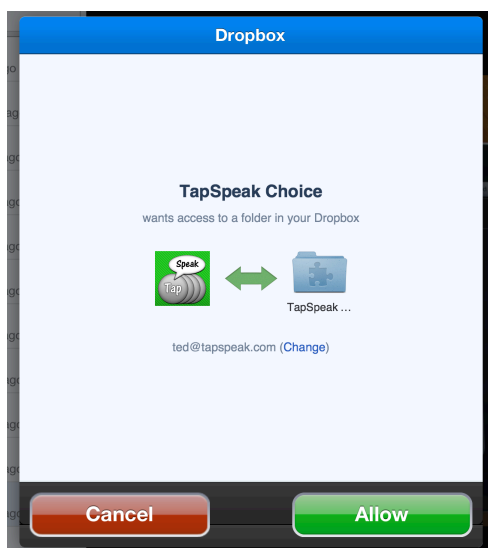 Dropbox
TapSpeak Choice
wants access to a folder in your Dropbox
Speak
Tap
TapSpeak ...
ted@tapspeak.com (Change)
Cancel
Allow